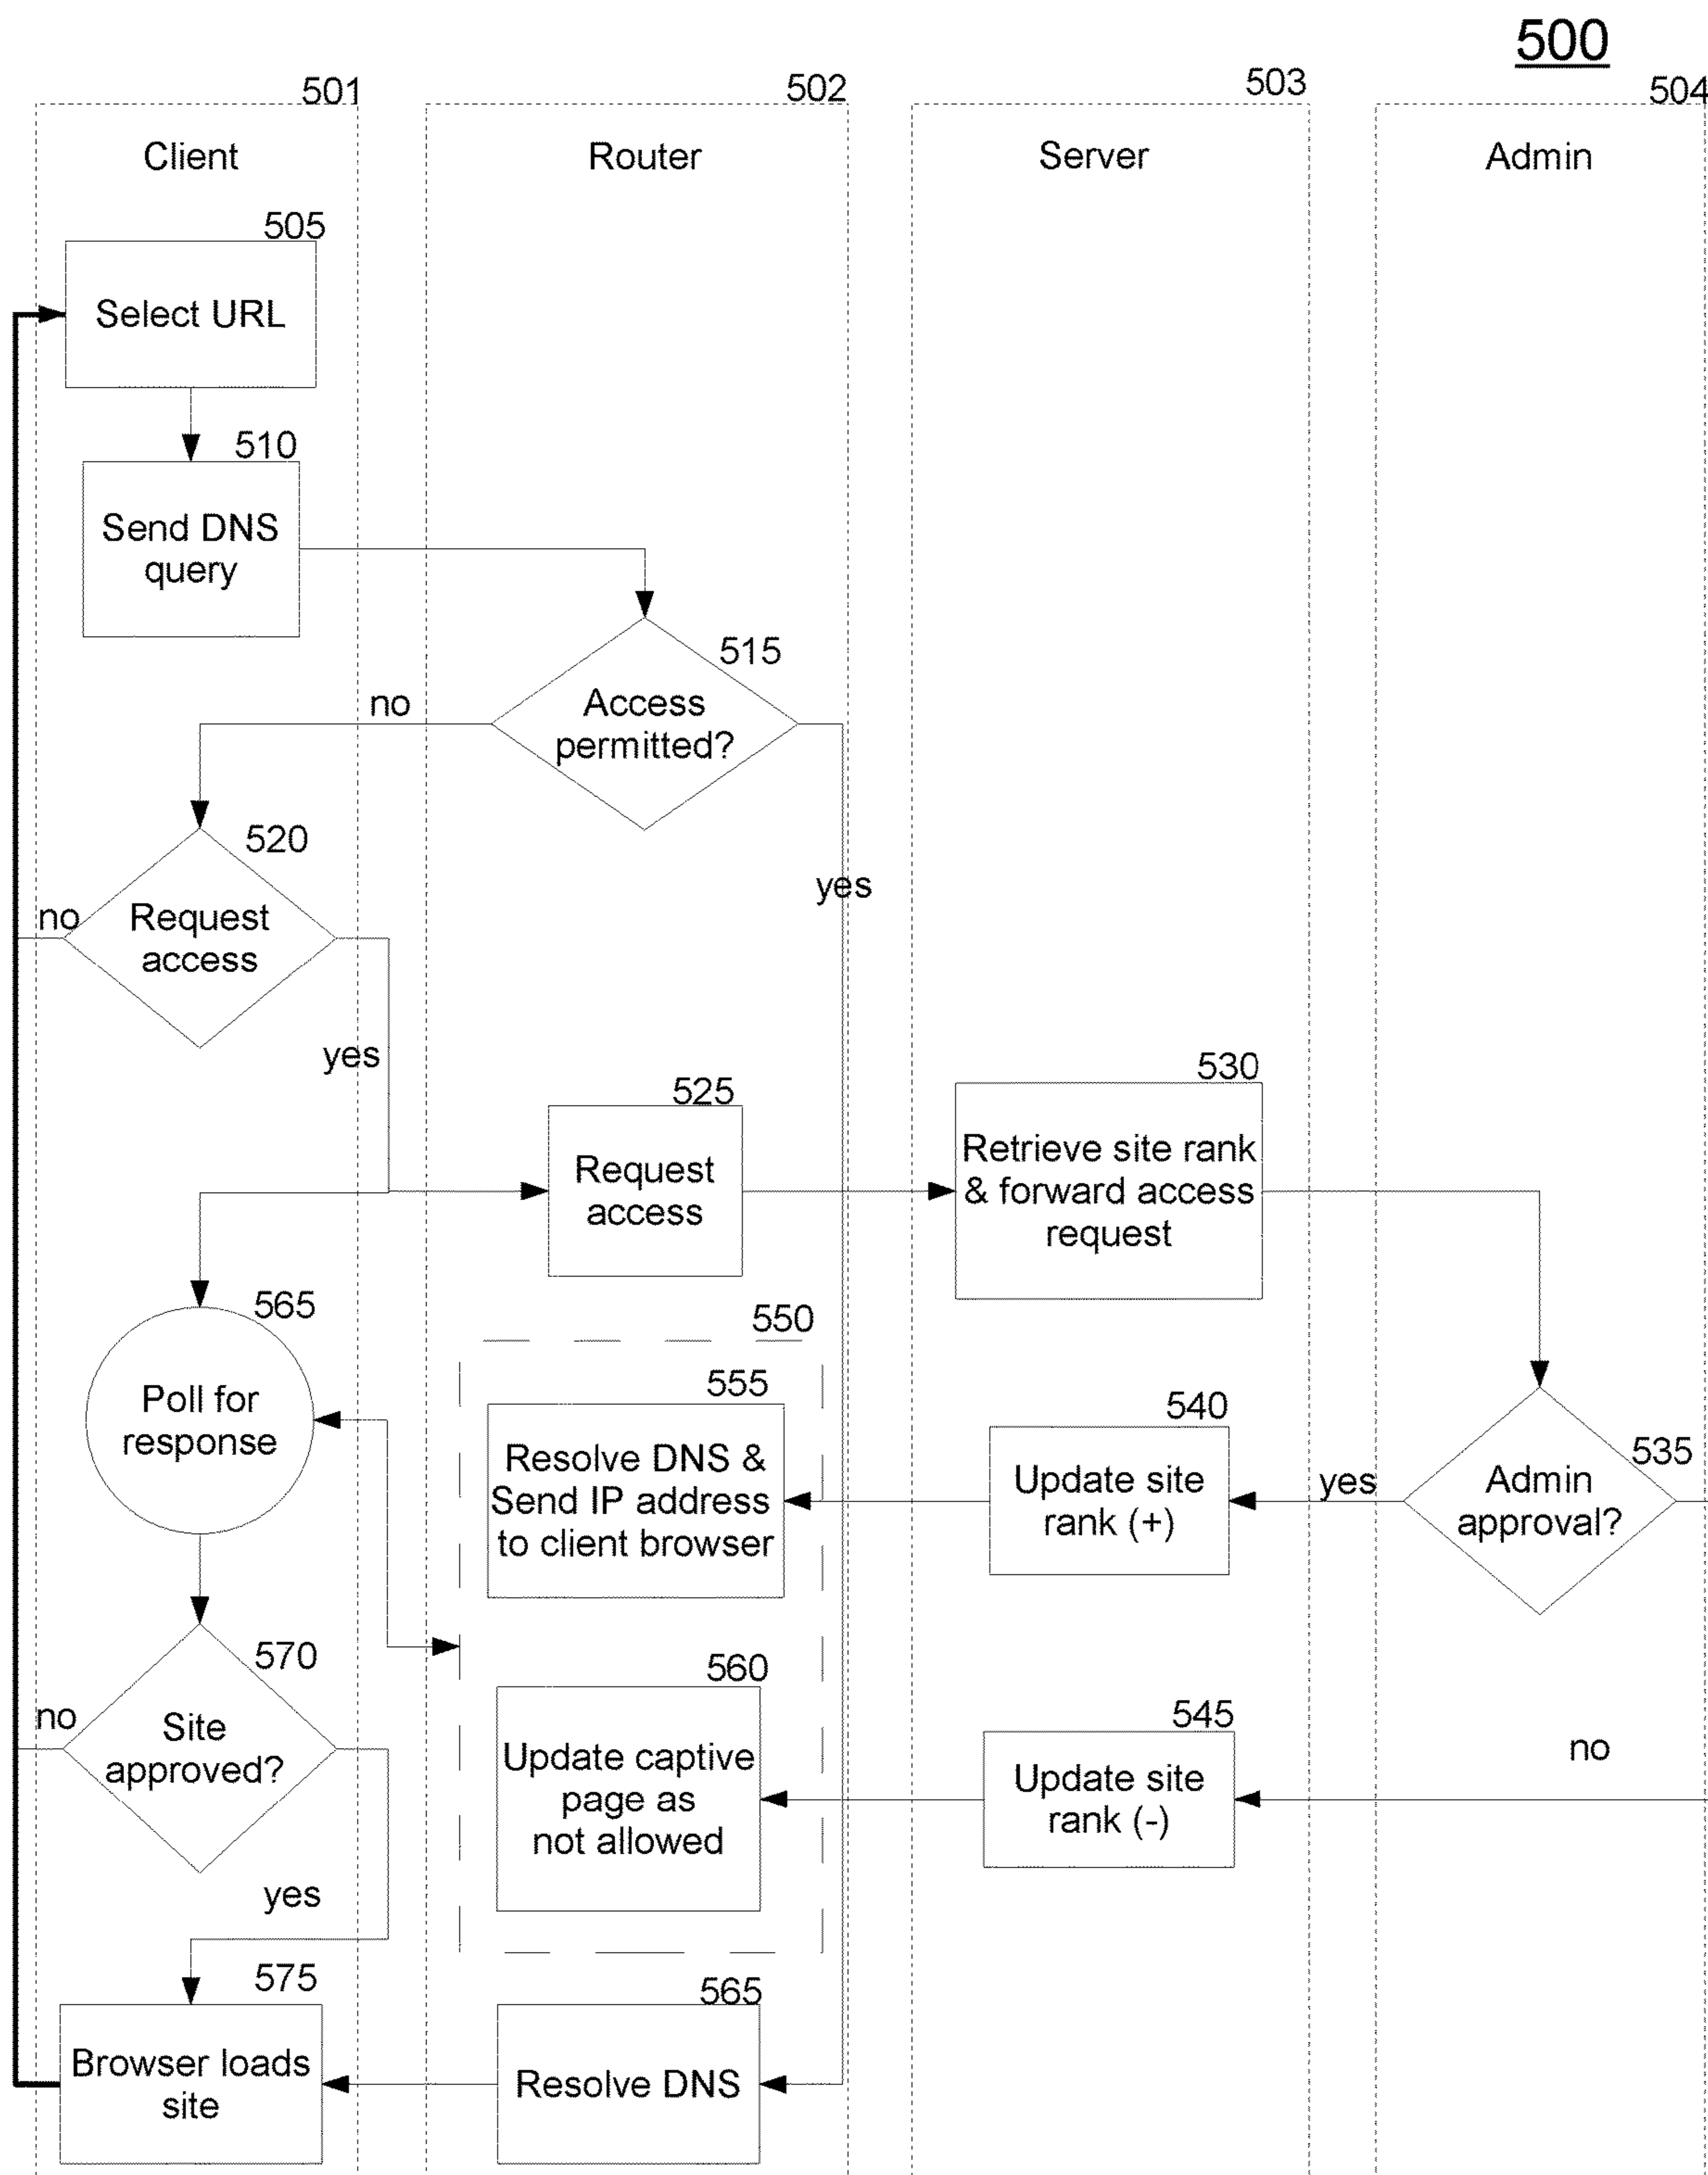 500
501
502
503
504
Client
Router
Server
Admin
505
Select URL
510
Send DNS
query
515
Access
permitted?
no
yes
520
Request
access
no
yes
525
Request
access
530
Retrieve site rank
& forward access
request
535
Admin
approval?
yes
no
540
Update site
rank (+)
545
Update site
rank (-)
550
555
Resolve DNS &
Send IP address
to client browser
560
Update captive
page as
not allowed
565
Poll for
response
570
Site
approved?
no
yes
575
Browser loads
site
565
Resolve DNS